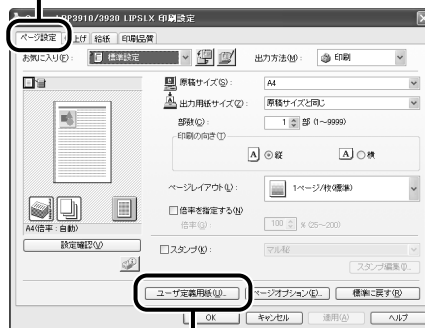 LBP3910/3930 LIPSLX 印刷設定
ページ設定 仕上げ 給紙 印刷品質
お気に入り(F): 標準設定 出力方法(M): 印刷
原稿サイズ(S): A4
出力用紙サイズ(Z): 原稿サイズと同じ
部数(C): 1 部 (1～9999)
印刷の向き(T)
A 縦 A 横
ページレイアウト(L): 1ページ/枚(標準)
倍率を指定する(N)
倍率(G): 100 % (25～200)
A4(倍率：自動)
設定確認(V)
スタンプ(K): マル秘
スタンプ編集(I)...
ユーザ定義用紙(U)... ページオプション(E)... 標準に戻す(R)
OK キャンセル 適用(A) ヘルプ